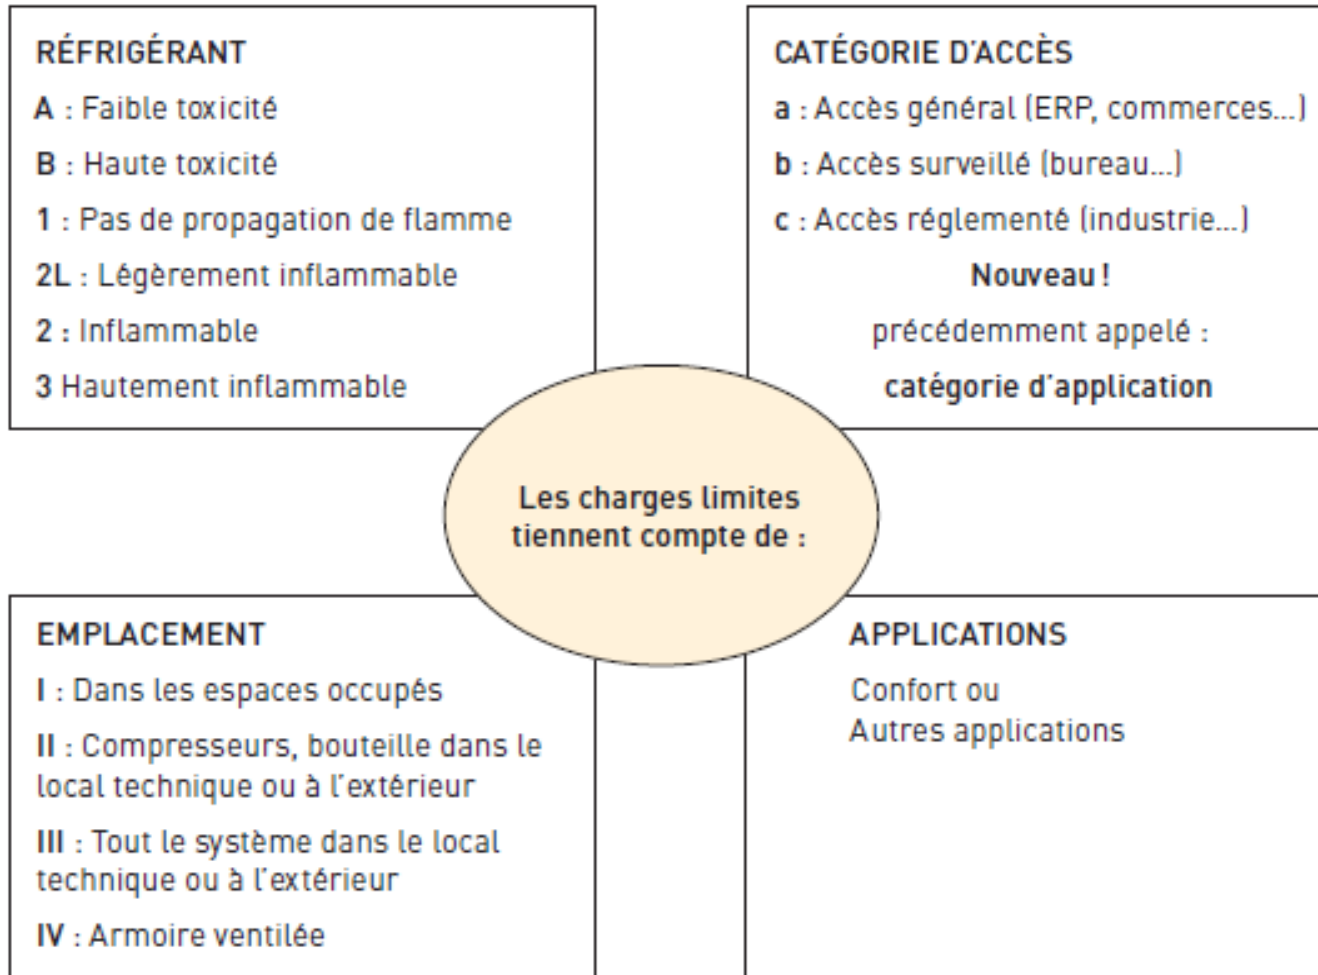 RÉFRIGÉRANT
A : Faible toxicité
B : Haute toxicité
1 : Pas de propagation de flamme
2L : Légèrement inflammable
2 : Inflammable
3 Hautement inflammable
CATÉGORIE D'ACCÈS
a : Accès général (ERP, commerces...)
b : Accès surveillé (bureau...)
c : Accès réglementé (industrie...)
Nouveau !
précédemment appelé :
catégorie d'application
Les charges limites
tiennent compte de :
EMPLACEMENT
I : Dans les espaces occupés
II : Compresseurs, bouteille dans le
local technique ou à l'extérieur
III : Tout le système dans le local
technique ou à l'extérieur
IV : Armoire ventilée
APPLICATIONS
Confort ou
Autres applications